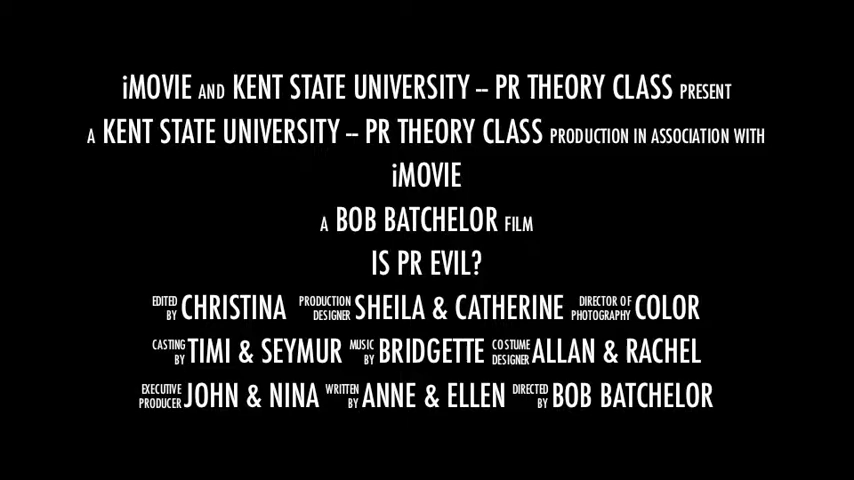 iMOVIE AND KENT STATE UNIVERSITY -- PR THEORY CLASS PRESENT
A KENT STATE UNIVERSITY -- PR THEORY CLASS PRODUCTION IN ASSOCIATION WITH
iMOVIE
A BOB BATCHELOR FILM
IS PR EVIL?
EDITED BY CHRISTINA PRODUCTION DESIGNER SHEILA & CATHERINE DIRECTOR OF PHOTOGRAPHY COLOR
CASTING BY TIMI & SEYMUR MUSIC BY BRIDGETTE COSTUME DESIGNER ALLAN & RACHEL
EXECUTIVE PRODUCER JOHN & NINA WRITTEN BY ANNE & ELLEN DIRECTED BY BOB BATCHELOR